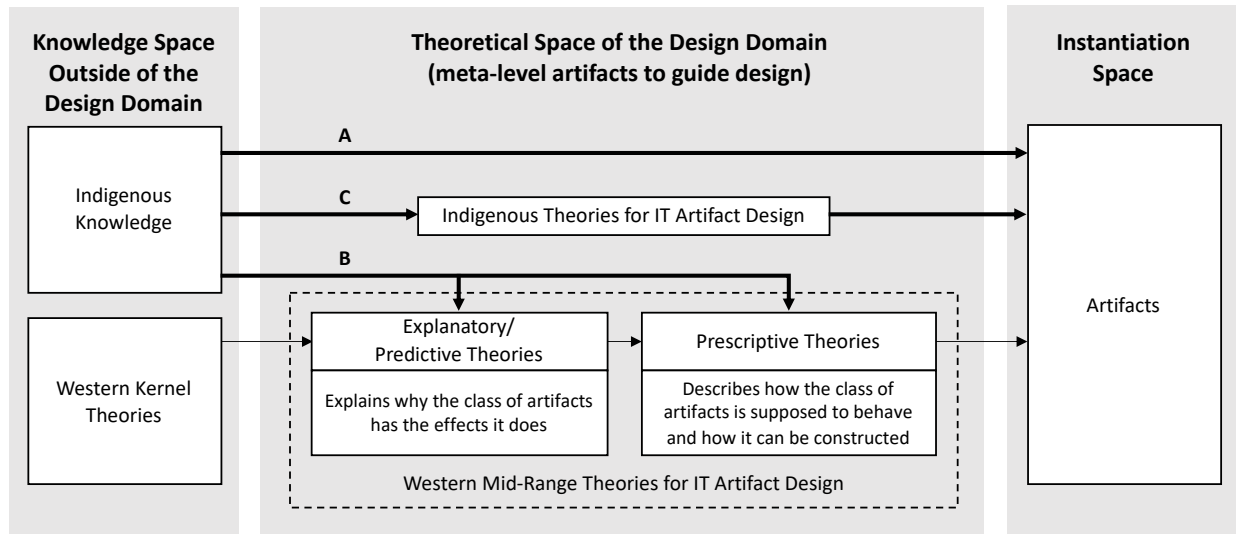 Knowledge Space
Outside of the
Design Domain
Theoretical Space of the Design Domain
(meta-level artifacts to guide design)
Instantiation
Space
A
Indigenous
Knowledge
C
Indigenous Theories for IT Artifact Design
B
Artifacts
Western Kernel
Theories
Explanatory/
Predictive Theories
Explains why the class of artifacts
has the effects it does
Prescriptive Theories
Describes how the class of
artifacts is supposed to behave
and how it can be constructed
Western Mid-Range Theories for IT Artifact Design